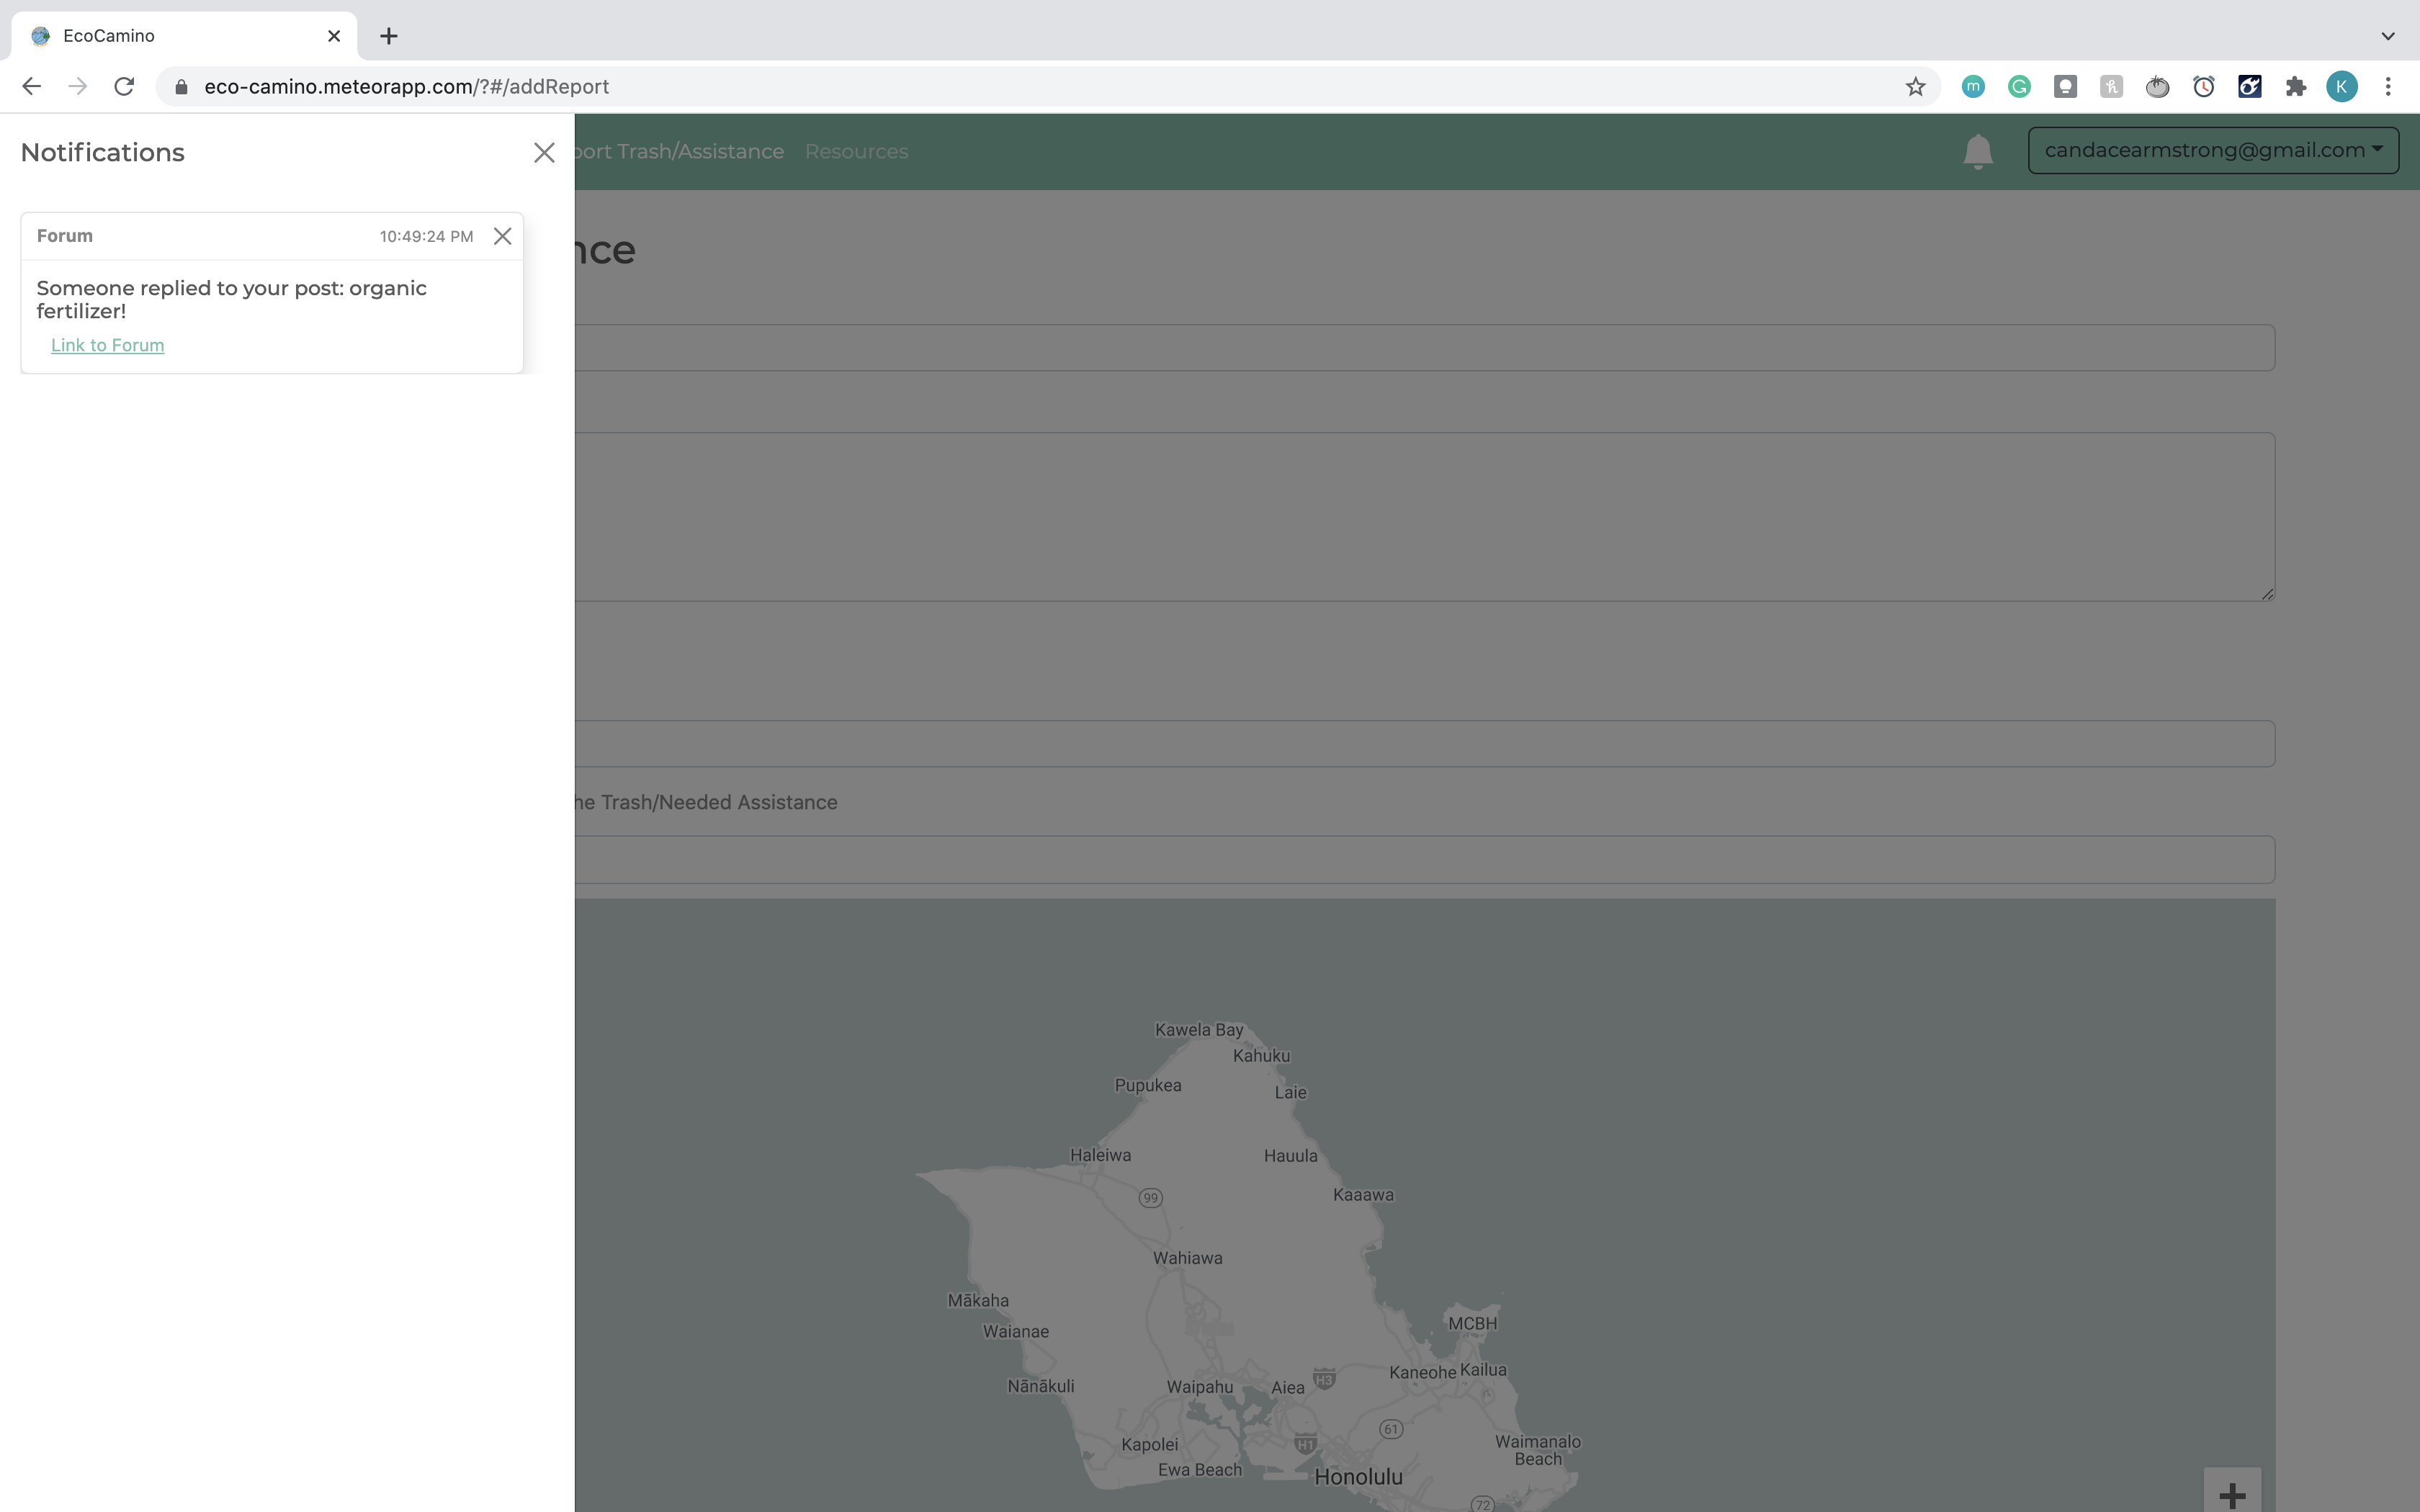 EcoCamino
eco-camino.meteorapp.com/?#/addReport
K
Notifications
Trash/Assistance
Resources
candacearmstrong@gmail.com
Forum
10:49:24 PM
Someone replied to your post: organic
fertilizer!
Link to Forum
Trash/Needed Assistance
Kawela Bay
Kahuku
Pupukea
Laie
Haleiwa
Hauula
99
Kaaawa
Wahiawa
Mākaha
Waianae
MCBH
Nānākuli
Waipahu
Aiea
H3
Kaneohe
Kailua
61
Kapolei
H1
Waimanalo
Beach
Ewa Beach
Honolulu
72